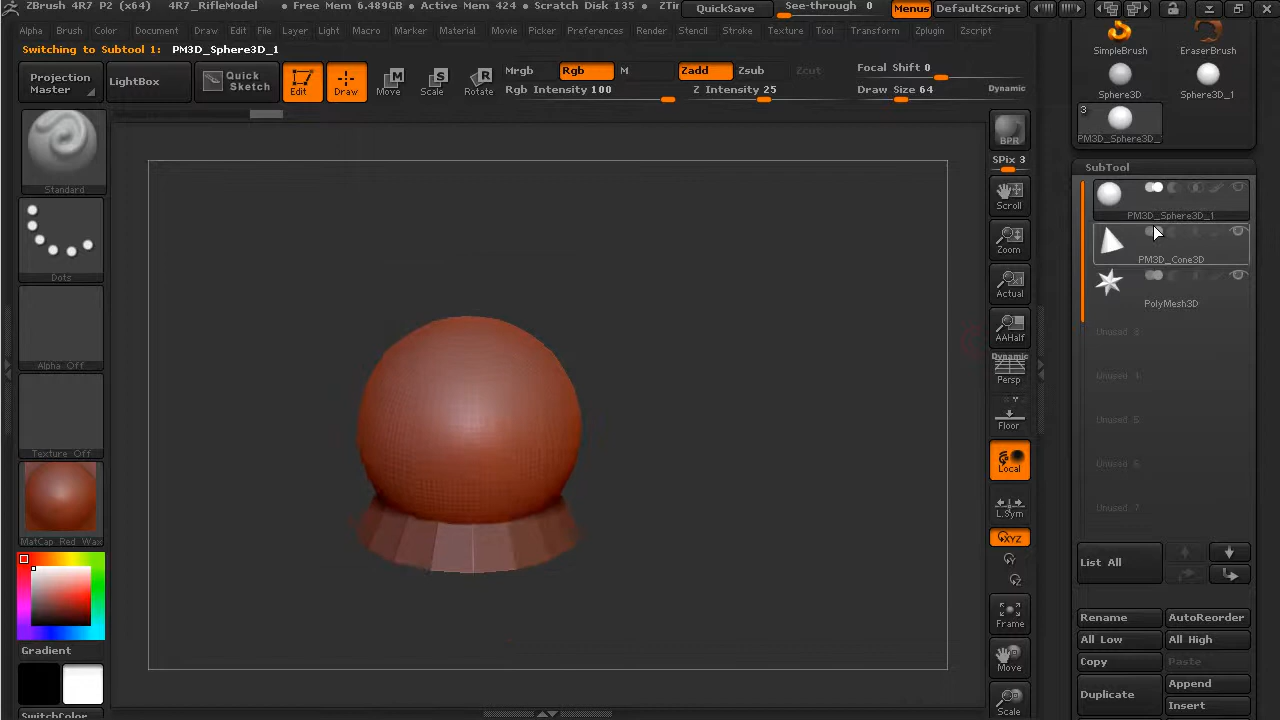 ZBrush 4R7 P2 (x64) 4R7_RifleModel • Free Mem 6.489GB • Active Mem 424 • Scratch Disk 135 • QuickSave See-through 0 Menus DefaultZScript
Alpha Brush Color Document Draw Edit File Layer Light Macro Marker Material Movie Picker Preferences Render Stencil Stroke Texture Tool Transform Zplugin Zscript
Switching to Subtool 1: PM3D_Sphere3D_1
Projection Master
LightBox
Quick Sketch
Edit
Draw
Move
Scale
Rotate
Mrgb Rgb M
Rgb Intensity 100
Zadd Zsub Zcut
Z Intensity 25
Focal Shift 0
Draw Size 64
Dynamic
Standard
Dots
Alpha Off
Texture Off
MatCap Red Wax
Gradient
SwitchColor
BPR
SPix 3
Scroll
Zoom
Actual
AAHalf
Dynamic
Persp
Floor
Local
L.Sym
XYZ
Y
Z
Frame
Move
Scale
SimpleBrush EraserBrush
Sphere3D Sphere3D_1
3
PM3D_Sphere3D_
SubTool
PM3D_Sphere3D_1
PM3D_Cone3D
PolyMesh3D
Unused 3
Unused 4
Unused 5
Unused 6
Unused 7
List All
Rename AutoReorder
All Low All High
Copy Paste
Duplicate Append
Insert